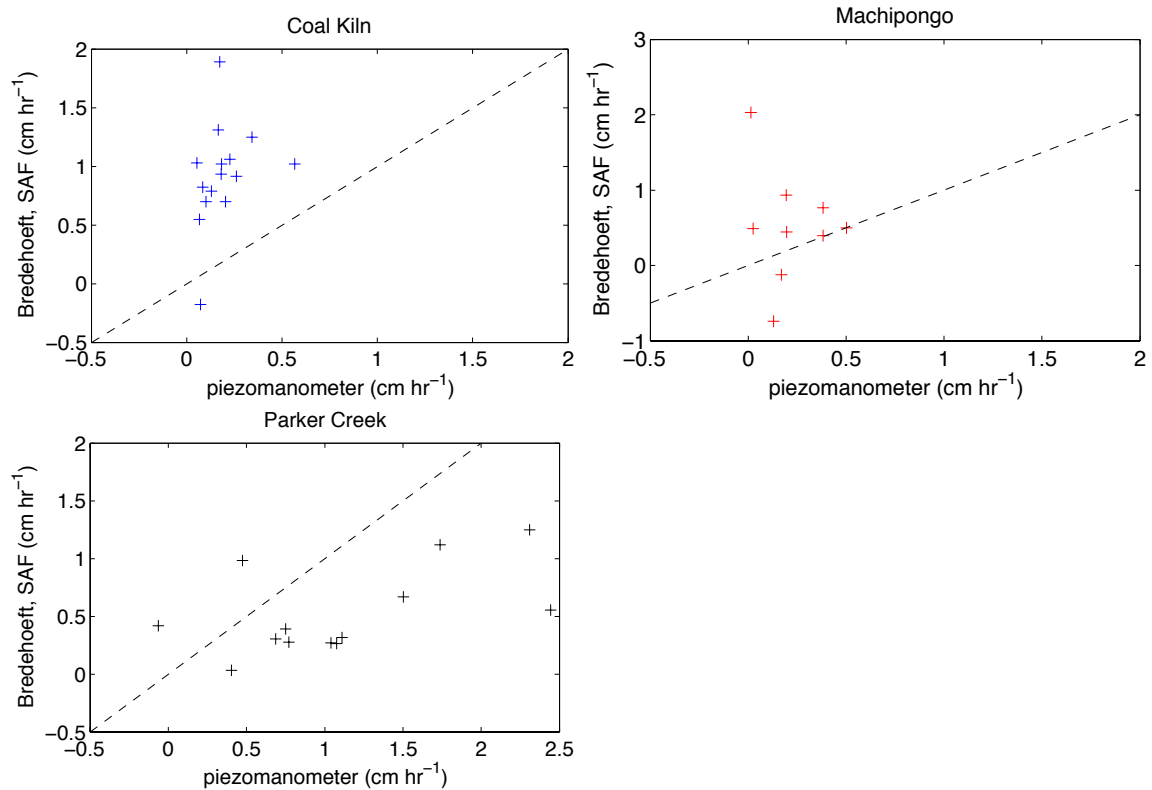 Coal Kiln
2
1.5
1
0.5
0
−0.5
Bredehoeft, SAF (cm hr⁻¹)
−0.5 0 0.5 1 1.5 2
piezomanometer (cm hr⁻¹)
Machipongo
3
2
1
0
−1
Bredehoeft, SAF (cm hr⁻¹)
−0.5 0 0.5 1 1.5 2
piezomanometer (cm hr⁻¹)
Parker Creek
2
1.5
1
0.5
0
−0.5
Bredehoeft, SAF (cm hr⁻¹)
−0.5 0 0.5 1 1.5 2 2.5
piezomanometer (cm hr⁻¹)